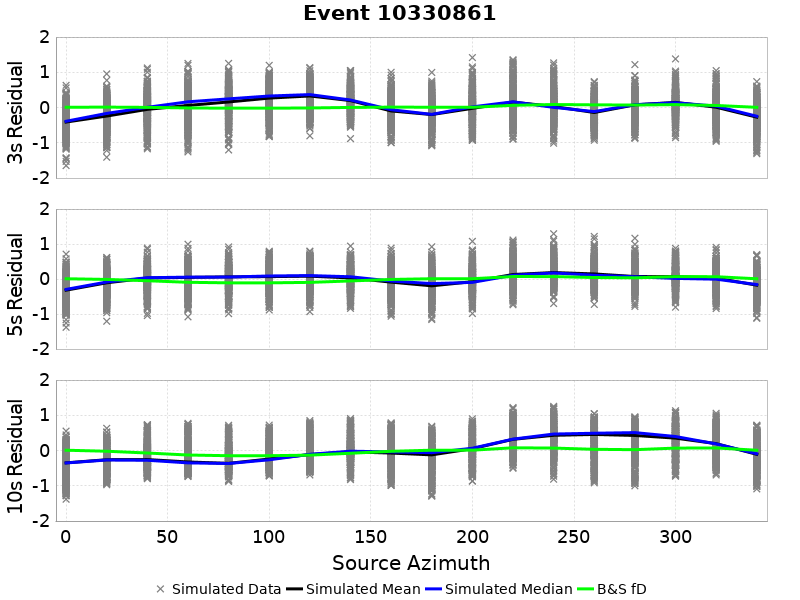 Event 10330861
3s Residual
2
1
0
-1
-2
5s Residual
2
1
0
-1
-2
10s Residual
2
1
0
-1
-2
0 50 100 150 200 250 300
Source Azimuth
Simulated Data Simulated Mean Simulated Median B&S fD